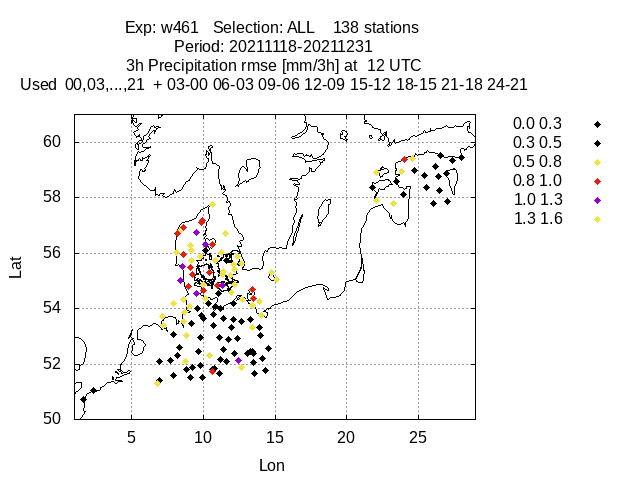 Exp: w461 Selection: ALL 138 stations
Period: 20211118-20211231
3h Precipitation rmse [mm/3h] at 12 UTC
Used 00,03,...,21 + 03-00 06-03 09-06 12-09 15-12 18-15 21-18 24-21
0.0 0.3
0.3 0.5
0.5 0.8
0.8 1.0
1.0 1.3
1.3 1.6
60
58
56
54
52
50
Lat
5 10 15 20 25
Lon